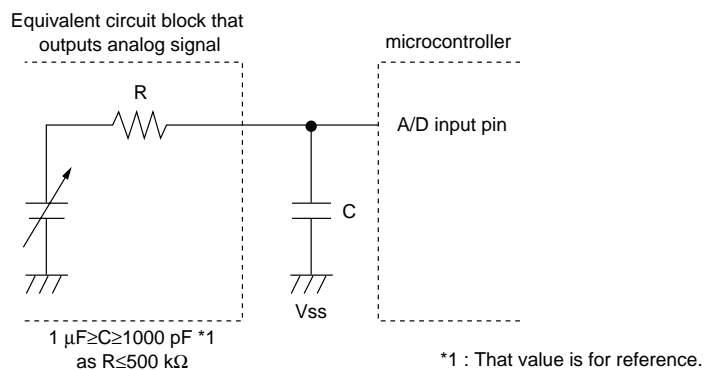 Equivalent circuit block that
outputs analog signal
microcontroller
R
A/D input pin
C
Vss
1 μF≥C≥1000 pF *1
as R≤500 kΩ
*1 : That value is for reference.